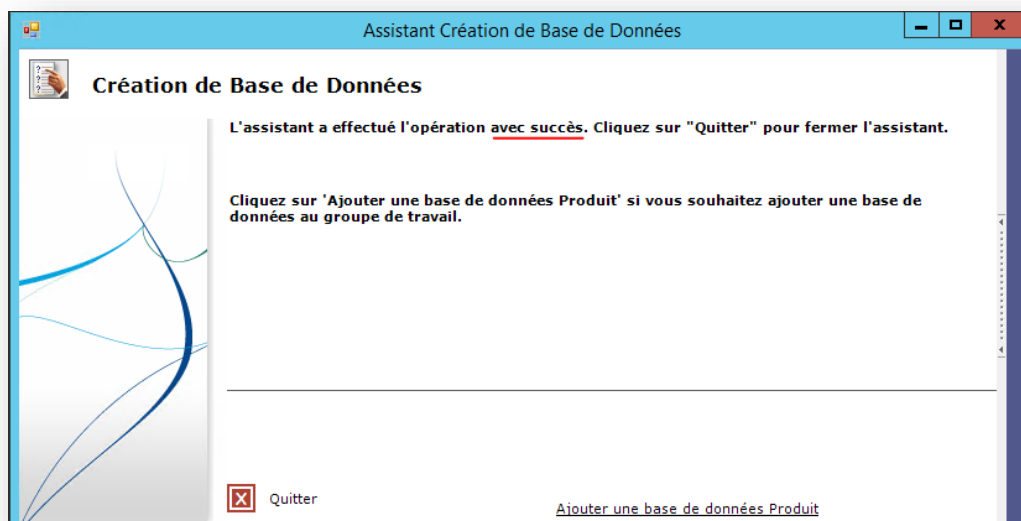 Assistant Création de Base de Données
Création de Base de Données
L'assistant a effectué l'opération avec succès. Cliquez sur "Quitter" pour fermer l'assistant.
Cliquez sur 'Ajouter une base de données Produit' si vous souhaitez ajouter une base de
données au groupe de travail.
Quitter
Ajouter une base de données Produit